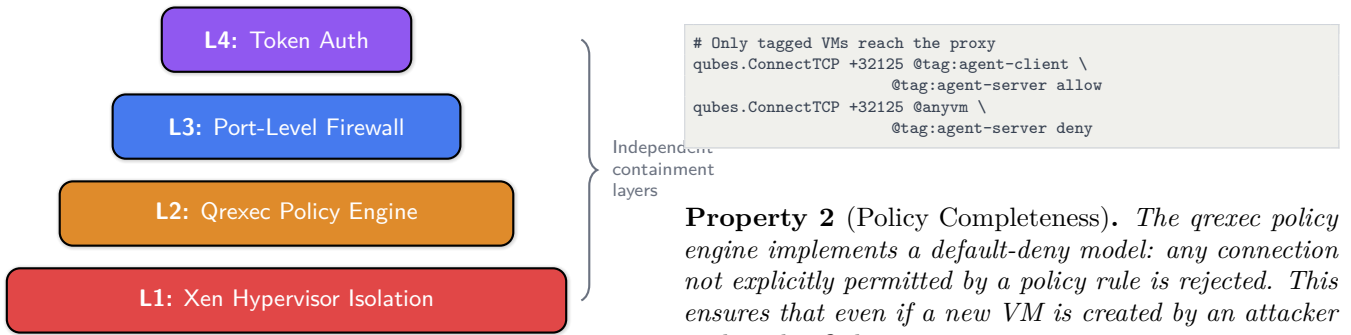 L4: Token Auth
L3: Port-Level Firewall
L2: Qrexec Policy Engine
L1: Xen Hypervisor Isolation
Independent
containment
layers
# Only tagged VMs reach the proxy
qubes.ConnectTCP +32125 @tag:agent-client \
@tag:agent-server allow
qubes.ConnectTCP +32125 @anyvm \
@tag:agent-server deny
Property 2 (Policy Completeness). The qrexec policy
engine implements a default-deny model: any connection
not explicitly permitted by a policy rule is rejected. This
ensures that even if a new VM is created by an attacker